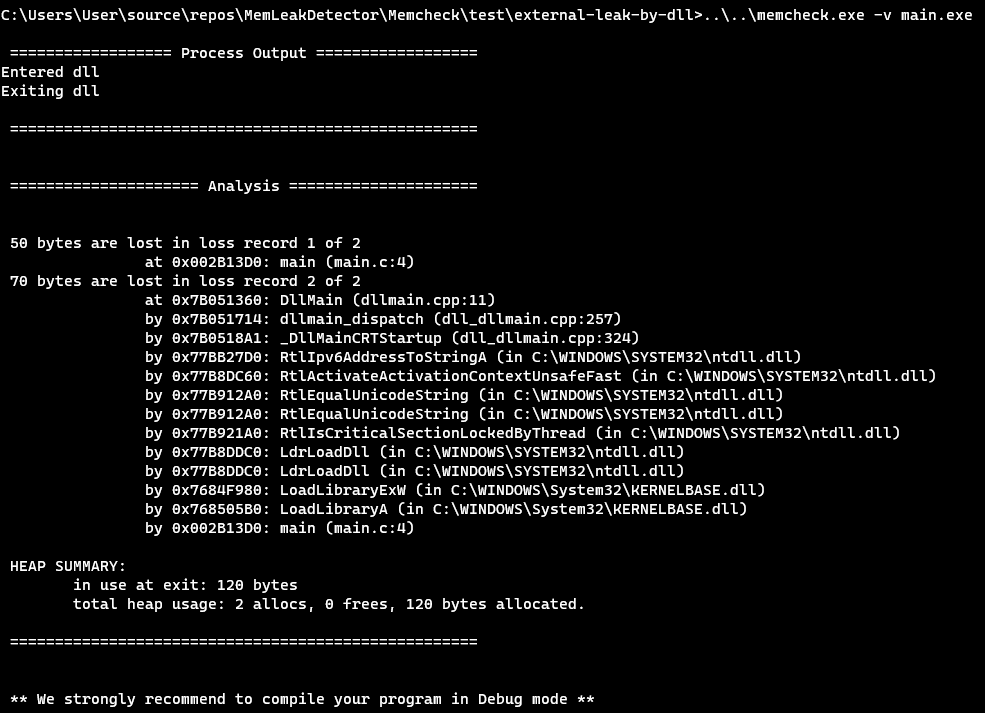 C:\Users\User\source\repos\MemLeakDetector\Memcheck\test\external-leak-by-dll>..\..\memcheck.exe -v main.exe
================== Process Output ==================
Entered dll
Exiting dll
====================================================
===================== Analysis =====================
50 bytes are lost in loss record 1 of 2
at 0x002B13D0: main (main.c:4)
70 bytes are lost in loss record 2 of 2
at 0x7B051360: DllMain (dllmain.cpp:11)
by 0x7B051714: dllmain_dispatch (dll_dllmain.cpp:257)
by 0x7B0518A1: _DllMainCRTStartup (dll_dllmain.cpp:324)
by 0x77BB27D0: RtlIpv6AddressToStringA (in C:\WINDOWS\SYSTEM32\ntdll.dll)
by 0x77B8DC60: RtlActivateActivationContextUnsafeFast (in C:\WINDOWS\SYSTEM32\ntdll.dll)
by 0x77B912A0: RtlEqualUnicodeString (in C:\WINDOWS\SYSTEM32\ntdll.dll)
by 0x77B912A0: RtlEqualUnicodeString (in C:\WINDOWS\SYSTEM32\ntdll.dll)
by 0x77B921A0: RtlIsCriticalSectionLockedByThread (in C:\WINDOWS\SYSTEM32\ntdll.dll)
by 0x77B8DDC0: LdrLoadDll (in C:\WINDOWS\SYSTEM32\ntdll.dll)
by 0x77B8DDC0: LdrLoadDll (in C:\WINDOWS\SYSTEM32\ntdll.dll)
by 0x7684F980: LoadLibraryExW (in C:\WINDOWS\System32\KERNELBASE.dll)
by 0x768505B0: LoadLibraryA (in C:\WINDOWS\System32\KERNELBASE.dll)
by 0x002B13D0: main (main.c:4)
HEAP SUMMARY:
in use at exit: 120 bytes
total heap usage: 2 allocs, 0 frees, 120 bytes allocated.
====================================================
** We strongly recommend to compile your program in Debug mode **